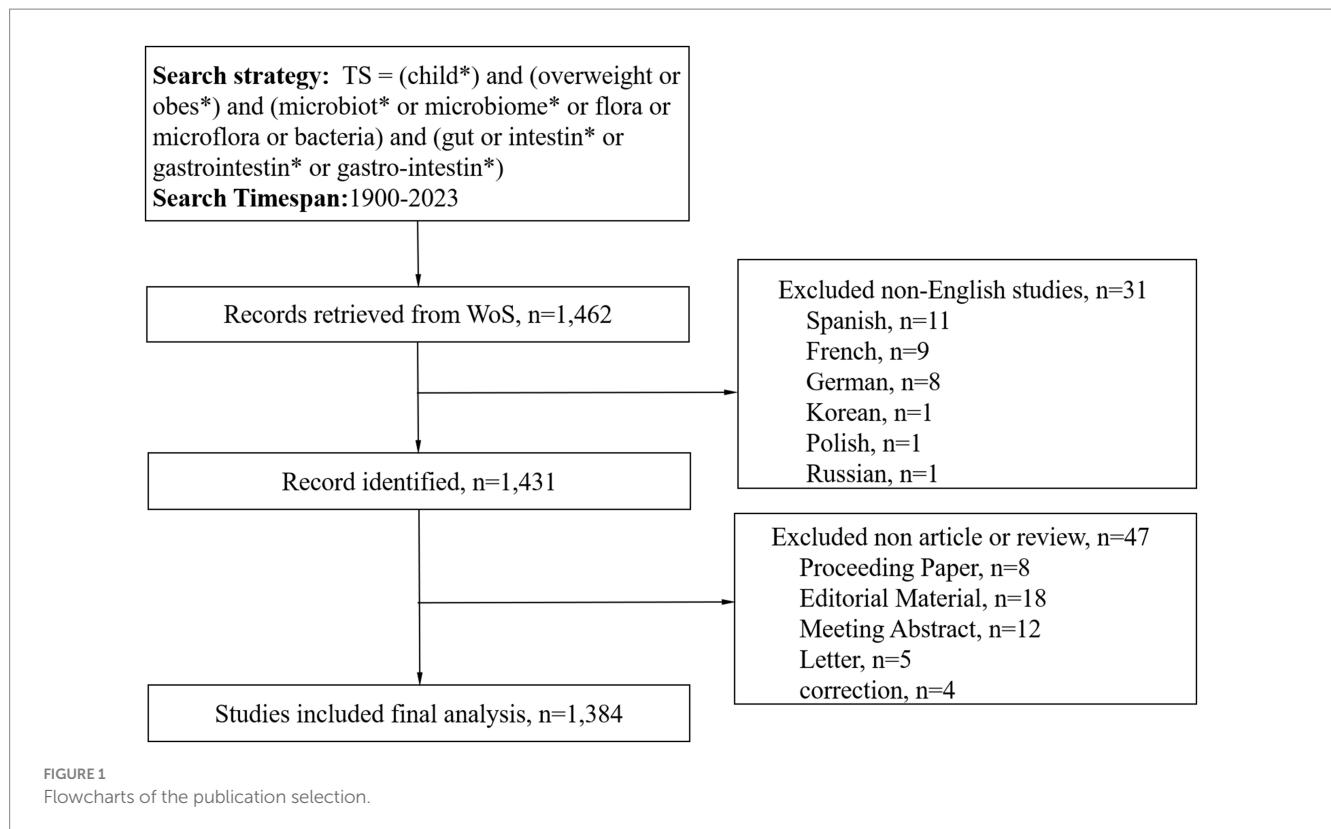 Search strategy: TS = (child*) and (overweight or
obes*) and (microbiot* or microbiome* or flora or
microflora or bacteria) and (gut or intestin* or
gastrointestin* or gastro-intestin*)
Search Timespan:1900-2023
Records retrieved from WoS, n=1,462
Excluded non-English studies, n=31
Spanish, n=11
French, n=9
German, n=8
Korean, n=1
Polish, n=1
Russian, n=1
Record identified, n=1,431
Excluded non article or review, n=47
Proceeding Paper, n=8
Editorial Material, n=18
Meeting Abstract, n=12
Letter, n=5
correction, n=4
Studies included final analysis, n=1,384
FIGURE 1
Flowcharts of the publication selection.